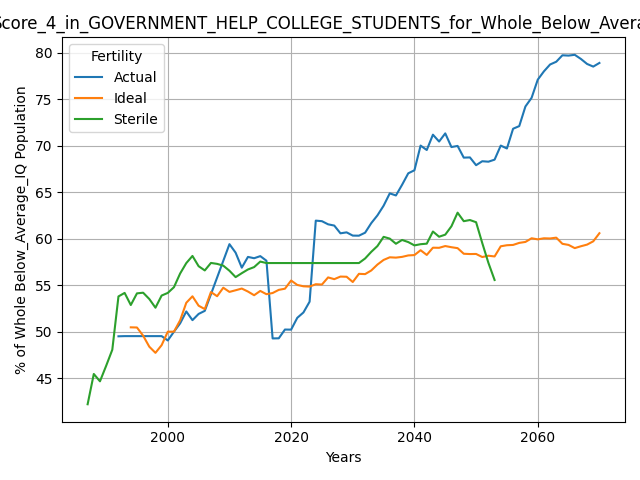 Score_4_in_GOVERNMENT_HELP_COLLEGE_STUDENTS_for_Whole_Below_Avera
Fertility
Actual
Ideal
Sterile
% of Whole Below_Average_IQ Population
80
75
70
65
60
55
50
45
2000
2020
2040
2060
Years